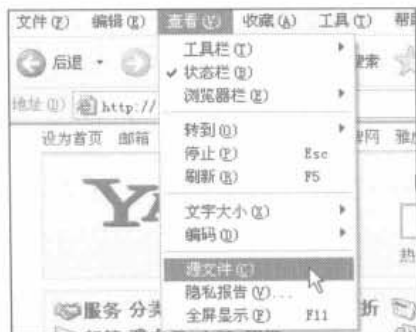 文件(F) 编辑(E) 查看(V) 收藏(A) 工具(T) 帮
后退
工具栏(T)
状态栏(B)
浏览器栏(E)
转到(O)
停止(P) Esc
刷新(R) F5
文字大小(X)
编码(D)
源文件(C)
隐私报告(V)...
全屏显示(F) F11
搜索
地址(D) http://
设为首页 邮箱
网
YA
热
服务 分类
折